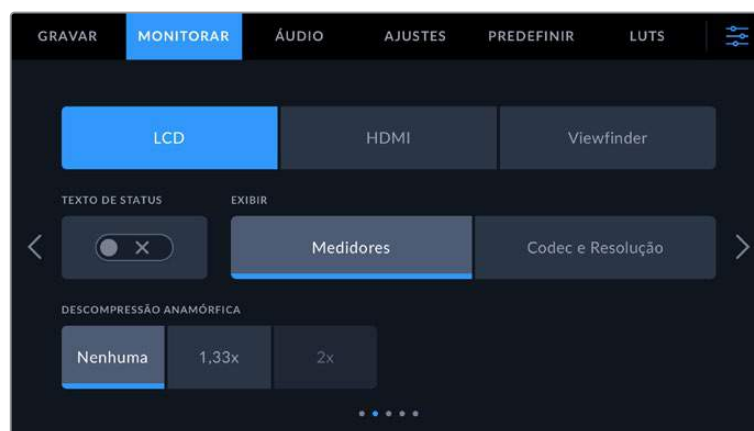 GRAVAR MONITORAR ÁUDIO AJUSTES PREDEFINIR LUTS
LCD HDMI Viewfinder
TEXTO DE STATUS EXIBIR
Medidores Codec e Resolução
DESCOMPRESSÃO ANAMÓRFICA
Nenhuma 1,33x 2x